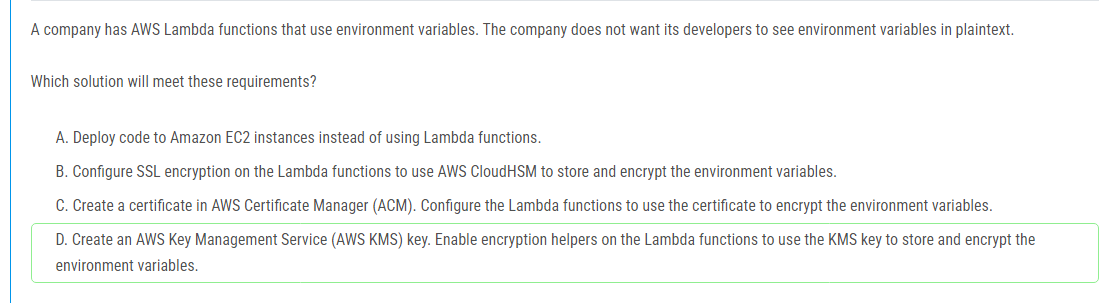 A company has AWS Lambda functions that use environment variables. The company does not want its developers to see environment variables in plaintext.
Which solution will meet these requirements?
A. Deploy code to Amazon EC2 instances instead of using Lambda functions.
B. Configure SSL encryption on the Lambda functions to use AWS CloudHSM to store and encrypt the environment variables.
C. Create a certificate in AWS Certificate Manager (ACM). Configure the Lambda functions to use the certificate to encrypt the environment variables.
D. Create an AWS Key Management Service (AWS KMS) key. Enable encryption helpers on the Lambda functions to use the KMS key to store and encrypt the
environment variables.